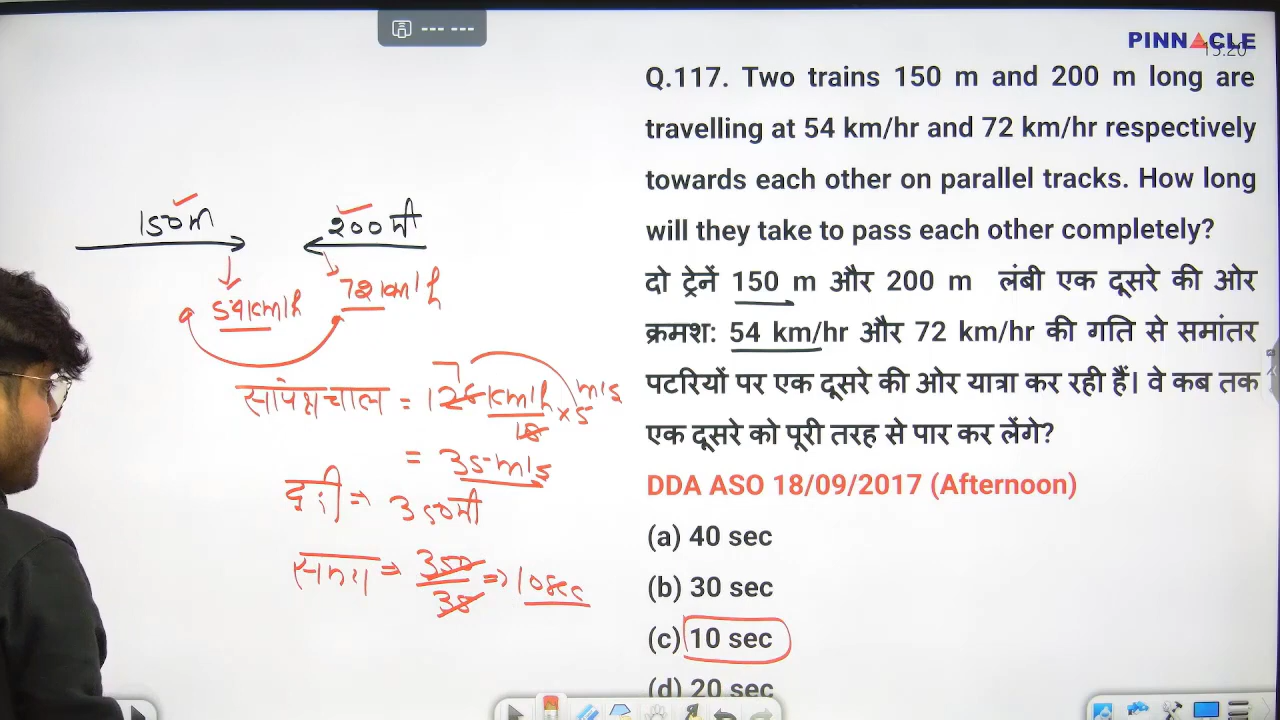 PINNACLE
15:20
Q.117. Two trains 150 m and 200 m long are
travelling at 54 km/hr and 72 km/hr respectively
towards each other on parallel tracks. How long
will they take to pass each other completely?
दो ट्रेनें 150 m और 200 m लंबी एक दूसरे की ओर
क्रमश: 54 km/hr और 72 km/hr की गति से समांतर
पटरियों पर एक दूसरे की ओर यात्रा कर रही हैं। वे कब तक
एक दूसरे को पूरी तरह से पार कर लेंगे?
DDA ASO 18/09/2017 (Afternoon)
(a) 40 sec
(b) 30 sec
(c) 10 sec
(d) 20 sec
150मी 200मी
54km/h 72km/h
= 126km/h × 5 m/s
18
= 35 m/s
दूरी ⇒ 350मी
समय ⇒ 350 ⇒ 10sec
35